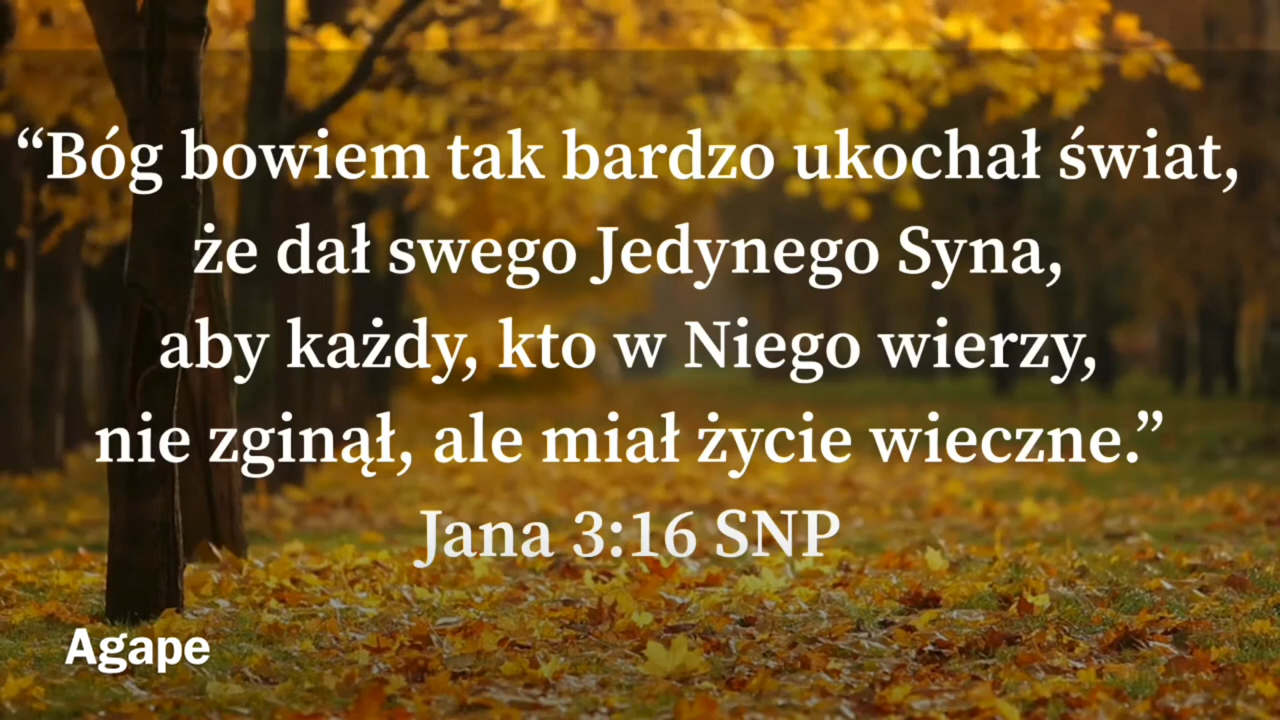 “Bóg bowiem tak bardzo ukochał świat,
że dał swego Jedynego Syna,
aby każdy, kto w Niego wierzy,
nie zginął, ale miał życie wieczne.”
Jana 3:16 SNP
Agape